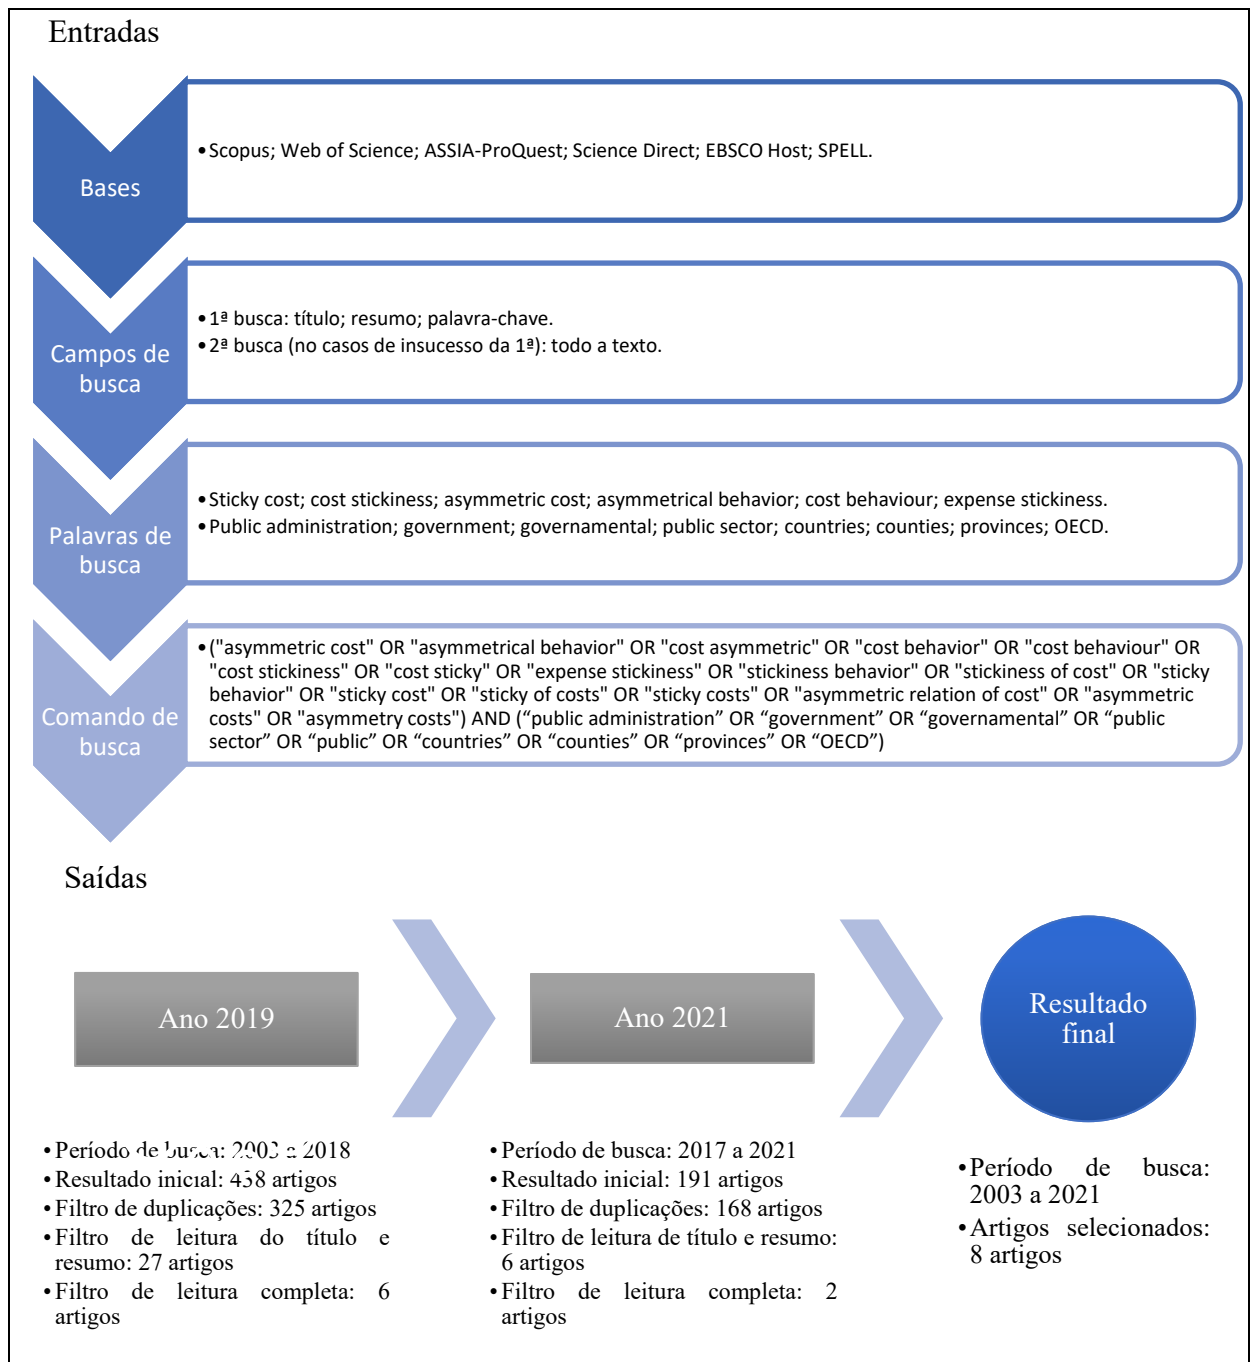 Entradas
Bases
•Scopus; Web of Science; ASSIA-ProQuest; Science Direct; EBSCO Host; SPELL.
Campos de
busca
•1ª busca: título; resumo; palavra-chave.
•2ª busca (no casos de insucesso da 1ª): todo a texto.
Palavras de
busca
•Sticky cost; cost stickiness; asymmetric cost; asymmetrical behavior; cost behaviour; expense stickiness.
•Public administration; government; governamental; public sector; countries; counties; provinces; OECD.
Comando de
busca
•("asymmetric cost" OR "asymmetrical behavior" OR "cost asymmetric" OR "cost behavior" OR "cost behaviour" OR
"cost stickiness" OR "cost sticky" OR "expense stickiness" OR "stickiness behavior" OR "stickiness of cost" OR "sticky
behavior" OR "sticky cost" OR "sticky of costs" OR "sticky costs" OR "asymmetric relation of cost" OR "asymmetric
costs" OR "asymmetry costs") AND (“public administration” OR “government” OR “governamental” OR “public
sector” OR “public” OR “countries” OR “counties” OR “provinces” OR “OECD”)
Saídas
Ano 2019
•Período de busca: 2003 a 2018
•Resultado inicial: 438 artigos
•Filtro de duplicações: 325 artigos
•Filtro de leitura do título e
resumo: 27 artigos
•Filtro de leitura completa: 6
artigos
Ano 2021
•Período de busca: 2017 a 2021
•Resultado inicial: 191 artigos
•Filtro de duplicações: 168 artigos
•Filtro de leitura de título e resumo:
6 artigos
•Filtro de leitura completa: 2
artigos
Resultado
final
•Período de busca:
2003 a 2021
•Artigos selecionados:
8 artigos